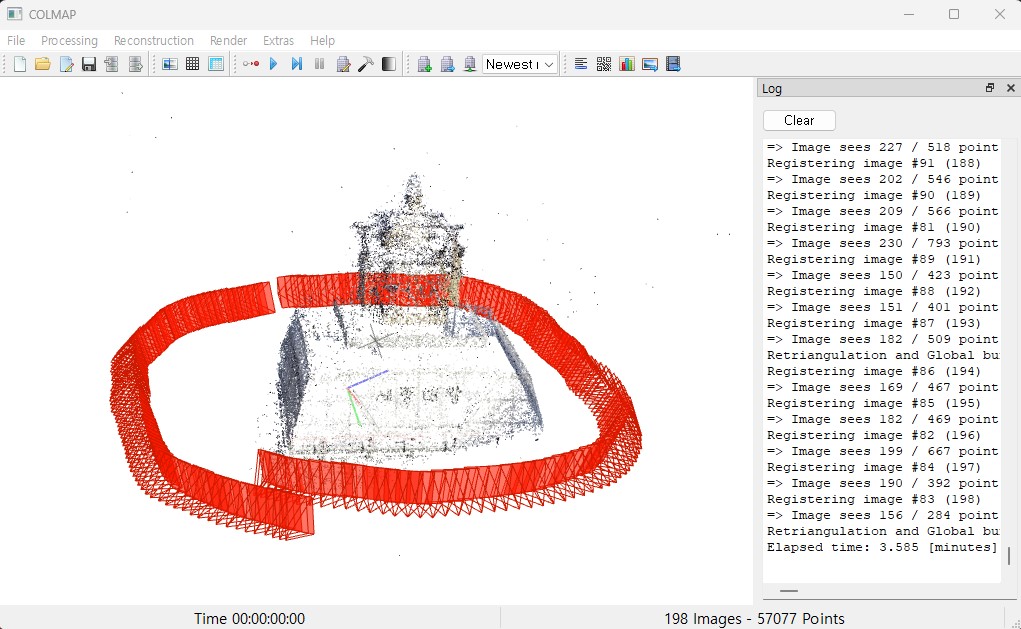 COLMAP
File Processing Reconstruction Render Extras Help
Newest
Log
Clear
=> Image sees 227 / 518 point
Registering image #91 (188)
=> Image sees 202 / 546 point
Registering image #90 (189)
=> Image sees 209 / 566 point
Registering image #81 (190)
=> Image sees 230 / 793 point
Registering image #89 (191)
=> Image sees 150 / 423 point
Registering image #88 (192)
=> Image sees 151 / 401 point
Registering image #87 (193)
=> Image sees 182 / 509 point
Retriangulation and Global bu
Registering image #86 (194)
=> Image sees 169 / 467 point
Registering image #85 (195)
=> Image sees 182 / 469 point
Registering image #82 (196)
=> Image sees 199 / 667 point
Registering image #84 (197)
=> Image sees 190 / 392 point
Registering image #83 (198)
=> Image sees 156 / 284 point
Retriangulation and Global bu
Elapsed time: 3.585 [minutes]
Time 00:00:00:00
198 Images - 57077 Points